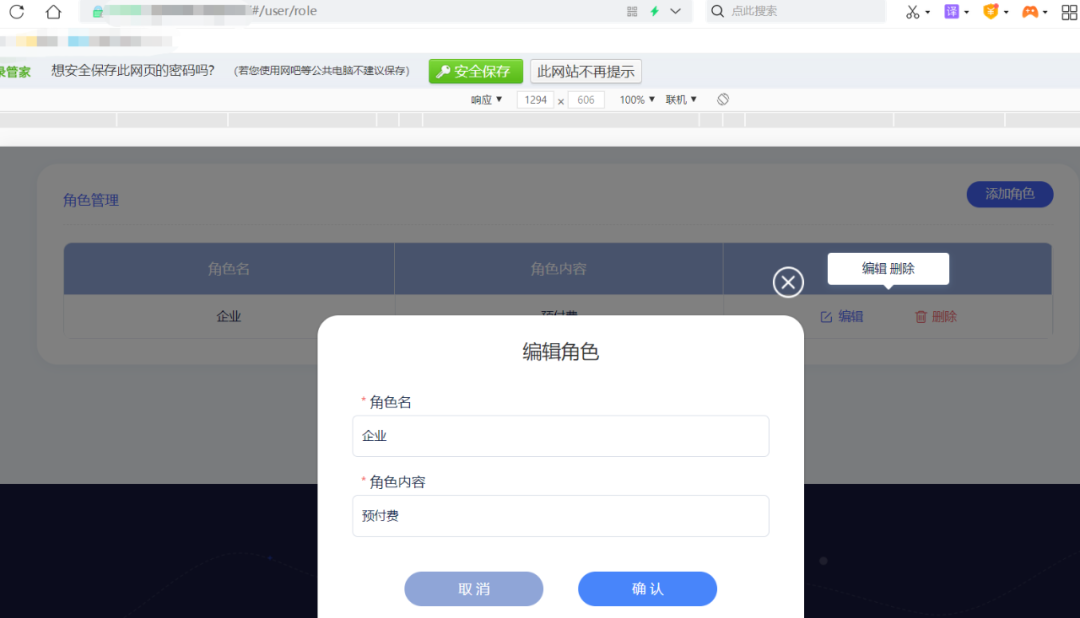 #/user/role
点此搜索
译
录管家 想安全保存此网页的密码吗? (若您使用网吧等公共电脑不建议保存) 安全保存 此网站不再提示
响应 ▼ 1294 x 606 100% ▼ 联机 ▼
角色管理
添加角色
角色名 角色内容
编辑 删除
企业 预付费 编辑 删除
编辑角色
* 角色名
企业
* 角色内容
预付费
取消 确认